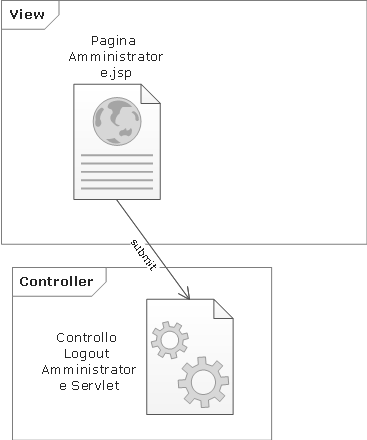 View
Pagina
Amministrator
e.jsp
submit
Controller
Controllo
Logout
Amministrator
e Servlet